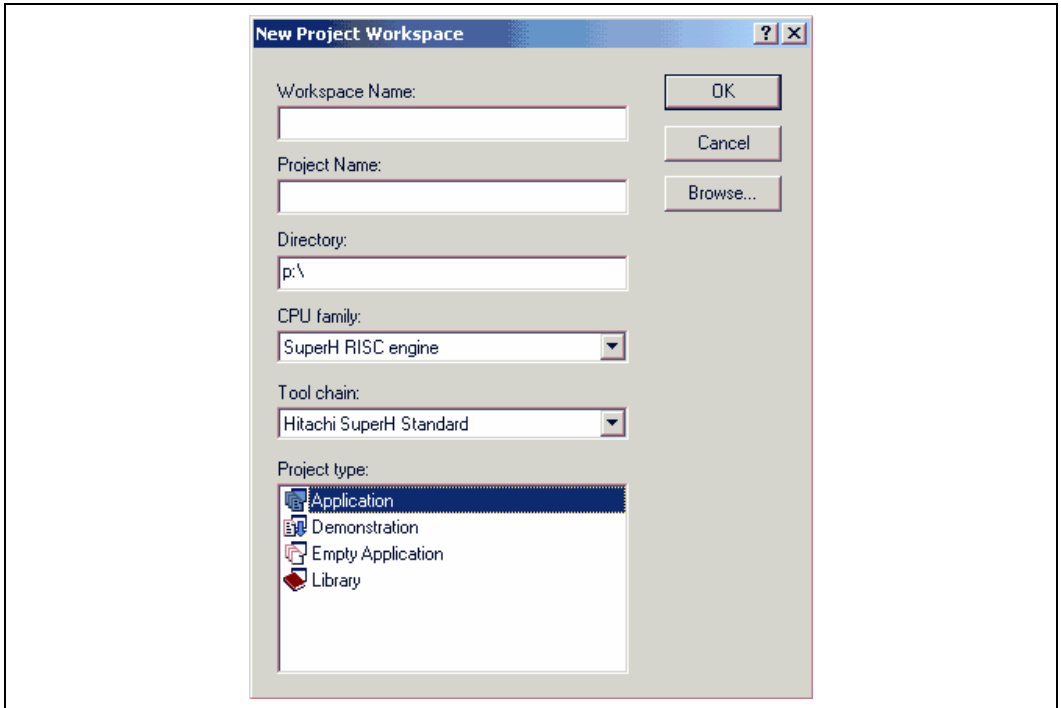 New Project Workspace
Workspace Name:
OK
Cancel
Project Name:
Browse...
Directory:
p:\
CPU family:
SuperH RISC engine
Tool chain:
Hitachi SuperH Standard
Project type:
Application
Demonstration
Empty Application
Library